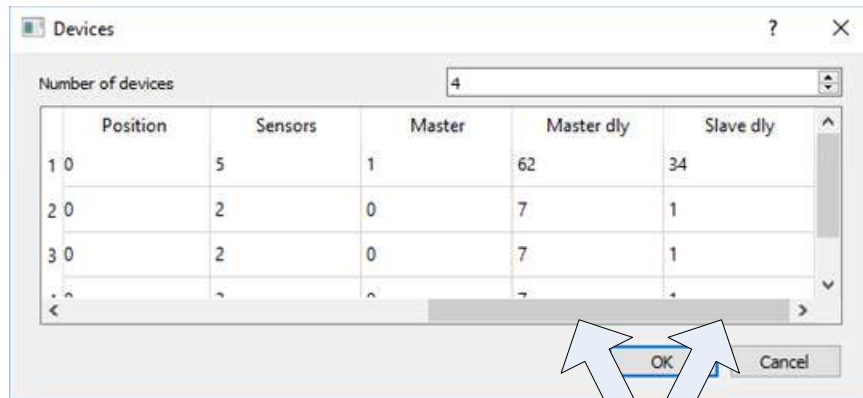 Devices ?
Number of devices 4
Position Sensors Master Master dly Slave dly
1 0 5 1 62 34
2 0 2 0 7 1
3 0 2 0 7 1
OK Cancel